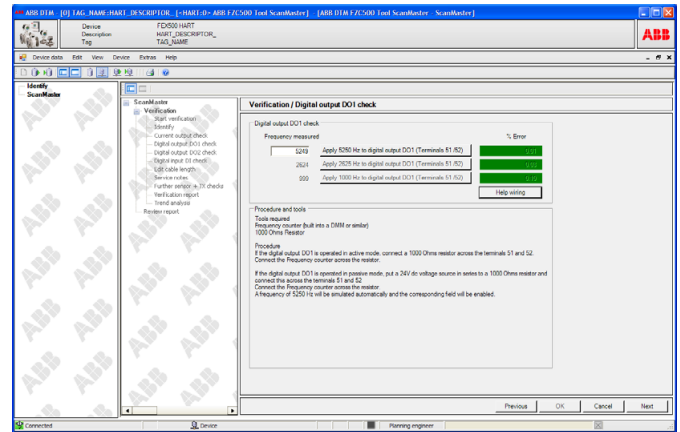 ABB DTM - [0] TAG_NAME:HART_DESCRIPTOR_ [<HART:0> ABB FZC500 Tool ScanMaster] - [ABB DTM FZC500 Tool ScanMaster - ScanMaster]
Device FEX500 HART
Description HART_DESCRIPTOR_
Tag TAG_NAME
ABB
Device data Edit View Device Extras Help
Identify
ScanMaster
ScanMaster
Verification
Start verification
Identify
Current output check
Digital output DO1 check
Digital output DO2 check
Digital input DI check
Edit cable length
Service notes
Further sensor + TX checks
Verification report
Trend analysis
Review report
Verification / Digital output DO1 check
Digital output DO1 check
Frequency measured % Error
5249 Apply 5250 Hz to digital output DO1 (Terminals 51/52) 0.01
2624 Apply 2625 Hz to digital output DO1 (Terminals 51/52)
Apply 1000 Hz to digital output DO1 (Terminals 51/52)
Help wiring
Procedure and tools
Tools required
Frequency counter (built into a DMM or similar)
1000 Ohms Resistor
Procedure
If the digital output DO1 is operated in active mode, connect a 1000 Ohms resistor across the terminals 51 and 52.
Connect the Frequency counter across the resistor.
If the digital output DO1 is operated in passive mode, put a 24V dc voltage source in series to a 1000 Ohms resistor and
connect this across the terminals 51 and 52
Connect the Frequency counter across the resistor.
A frequency of 5250 Hz will be simulated automatically and the corresponding field will be enabled.
Previous OK Cancel Next
Connected Device Planning engineer